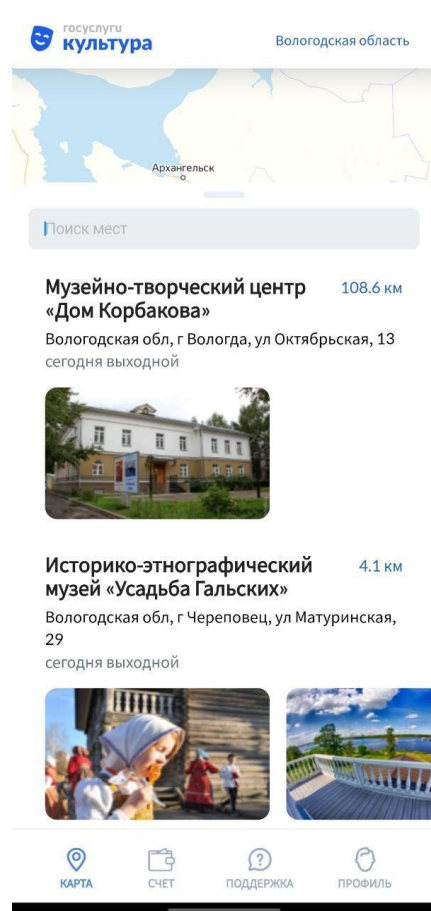 госуслуги
культура
Вологодская область
Архангельск
Поиск мест
Музейно-творческий центр
«Дом Корбакова»
108.6 км
Вологодская обл, г Вологда, ул Октябрьская, 13
сегодня выходной
Историко-этнографический
музей «Усадьба Гальских»
4.1 км
Вологодская обл, г Череповец, ул Матуринская,
29
сегодня выходной
КАРТА
СЧЕТ
ПОДДЕРЖКА
ПРОФИЛЬ